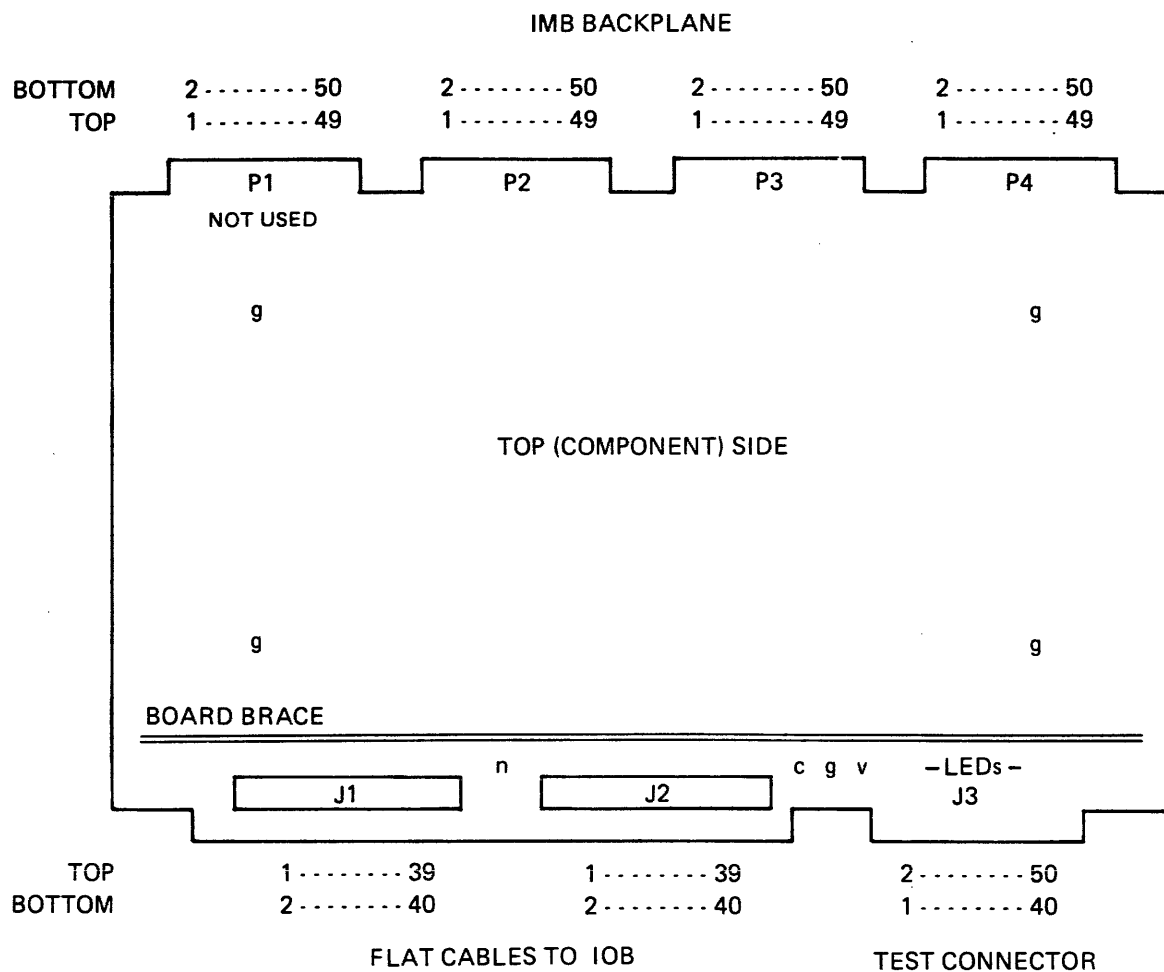 IMB BACKPLANE
BOTTOM 2--------50 2--------50 2--------50 2--------50
TOP 1--------49 1--------49 1--------49 1--------49
P1 P2 P3 P4
NOT USED
g g
TOP (COMPONENT) SIDE
g g
BOARD BRACE
n c g v –LEDs–
J1 J2 J3
TOP 1--------39 1--------39 2--------50
BOTTOM 2--------40 2--------40 1--------40
FLAT CABLES TO IOB TEST CONNECTOR